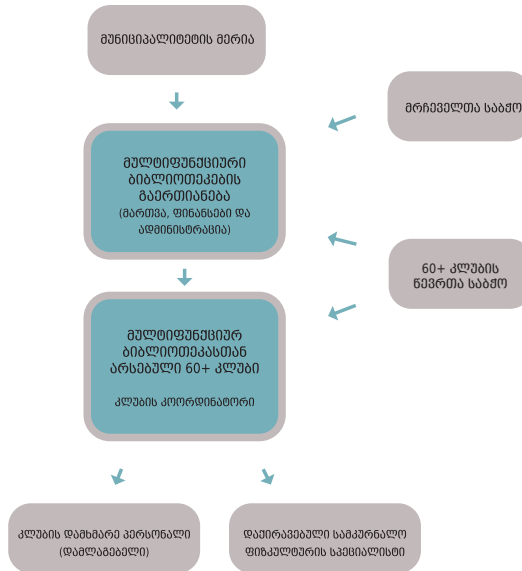 მუნიციპალიტეტის მერია
მრჩეველთა საბჭო
მულტიფუნქციური
ბიბლიოთეკების
გაერთიანება
(მართვა, ფინანსები და
ადმინისტრაცია)
60+ კლუბის
წევრთა საბჭო
მულტიფუნქციურ
ბიბლიოთეკასთან
არსებული 60+ კლუბი
კლუბის კოორდინატორი
კლუბის დამხმარე პერსონალი
(დამლაგებელი)
დაქირავებული სამკურნალო
ფიზკულტურის სპეციალისტი